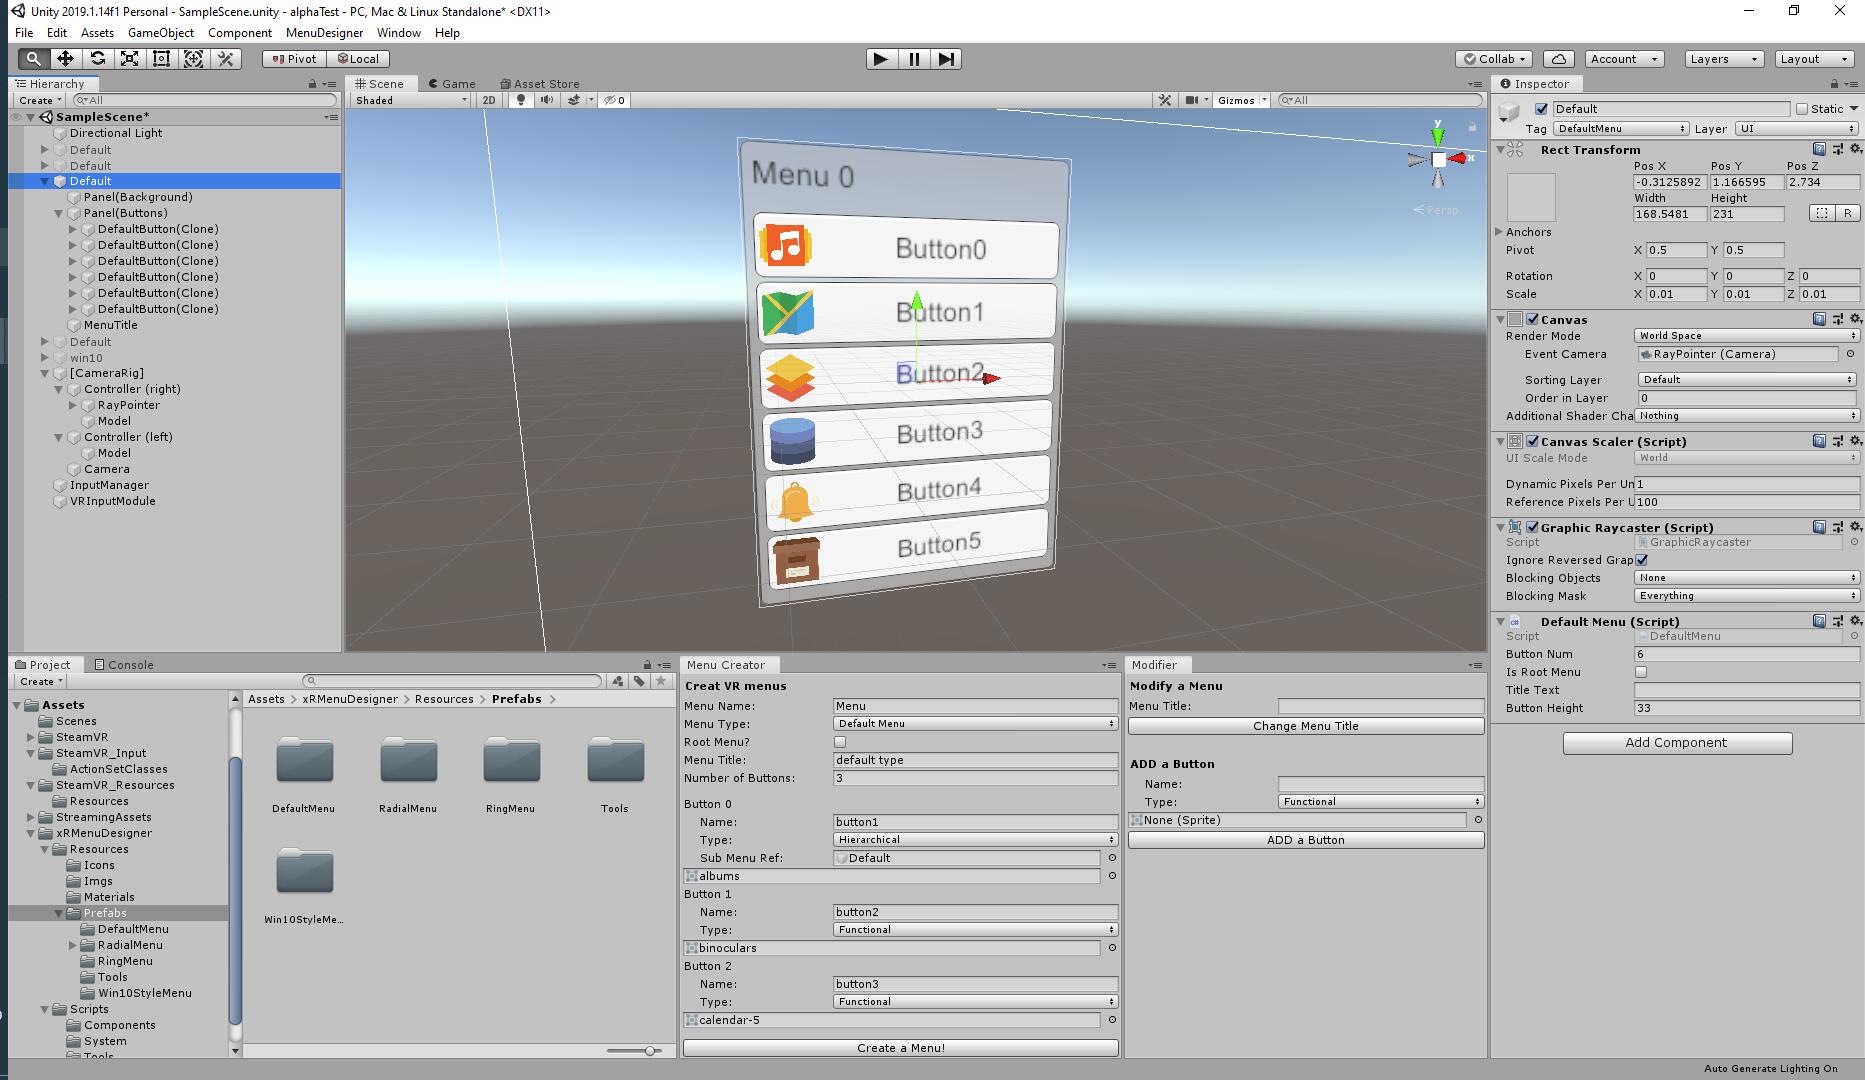 Unity 2019.1.14f1 Personal - SampleScene.unity - alphaTest - PC, Mac & Linux Standalone* <DX11>
File Edit Assets GameObject Component MenuDesigner Window Help
Pivot Local
Collab Account Layers Layout
Hierarchy
Create All
SampleScene*
Directional Light
Default
Default
Default
Panel(Background)
Panel(Buttons)
DefaultButton(Clone)
DefaultButton(Clone)
DefaultButton(Clone)
DefaultButton(Clone)
DefaultButton(Clone)
DefaultButton(Clone)
MenuTitle
Default
win10
[CameraRig]
Controller (right)
RayPointer
Model
Controller (left)
Model
Camera
InputManager
VRInputModule
Scene Game Asset Store
Shaded 2D 0 Gizmos All
y
x
Persp
Menu 0
Button0
Button1
Button2
Button3
Button4
Button5
Inspector
Default Static
Tag DefaultMenu Layer UI
Rect Transform
Pos X Pos Y Pos Z
-0.3125892 1.166595 2.734
Width Height
168.5481 231 R
Anchors
Pivot X 0.5 Y 0.5
Rotation X 0 Y 0 Z 0
Scale X 0.01 Y 0.01 Z 0.01
Canvas
Render Mode World Space
Event Camera RayPointer (Camera)
Sorting Layer Default
Order in Layer 0
Additional Shader Cha Nothing
Canvas Scaler (Script)
UI Scale Mode World
Dynamic Pixels Per Un 1
Reference Pixels Per U 100
Graphic Raycaster (Script)
Script GraphicRaycaster
Ignore Reversed Grap
Blocking Objects None
Blocking Mask Everything
Default Menu (Script)
Script DefaultMenu
Button Num 6
Is Root Menu
Title Text
Button Height 33
Add Component
Project Console
Create
Assets
Scenes
SteamVR
SteamVR_Input
ActionSetClasses
SteamVR_Resources
Resources
StreamingAssets
xRMenuDesigner
Resources
Icons
Imgs
Materials
Prefabs
DefaultMenu
RadialMenu
RingMenu
Tools
Win10StyleMenu
Scripts
Components
System
Tools
Assets > xRMenuDesigner > Resources > Prefabs >
DefaultMenu RadialMenu RingMenu Tools
Win10StyleMe...
Menu Creator
Creat VR menus
Menu Name: Menu
Menu Type: Default Menu
Root Menu?
Menu Title: default type
Number of Buttons: 3
Button 0
Name: button1
Type: Hierarchical
Sub Menu Ref: Default
albums
Button 1
Name: button2
Type: Functional
binoculars
Button 2
Name: button3
Type: Functional
calendar-5
Create a Menu!
Modifier
Modify a Menu
Menu Title:
Change Menu Title
ADD a Button
Name:
Type: Functional
None (Sprite)
ADD a Button
Auto Generate Lighting On